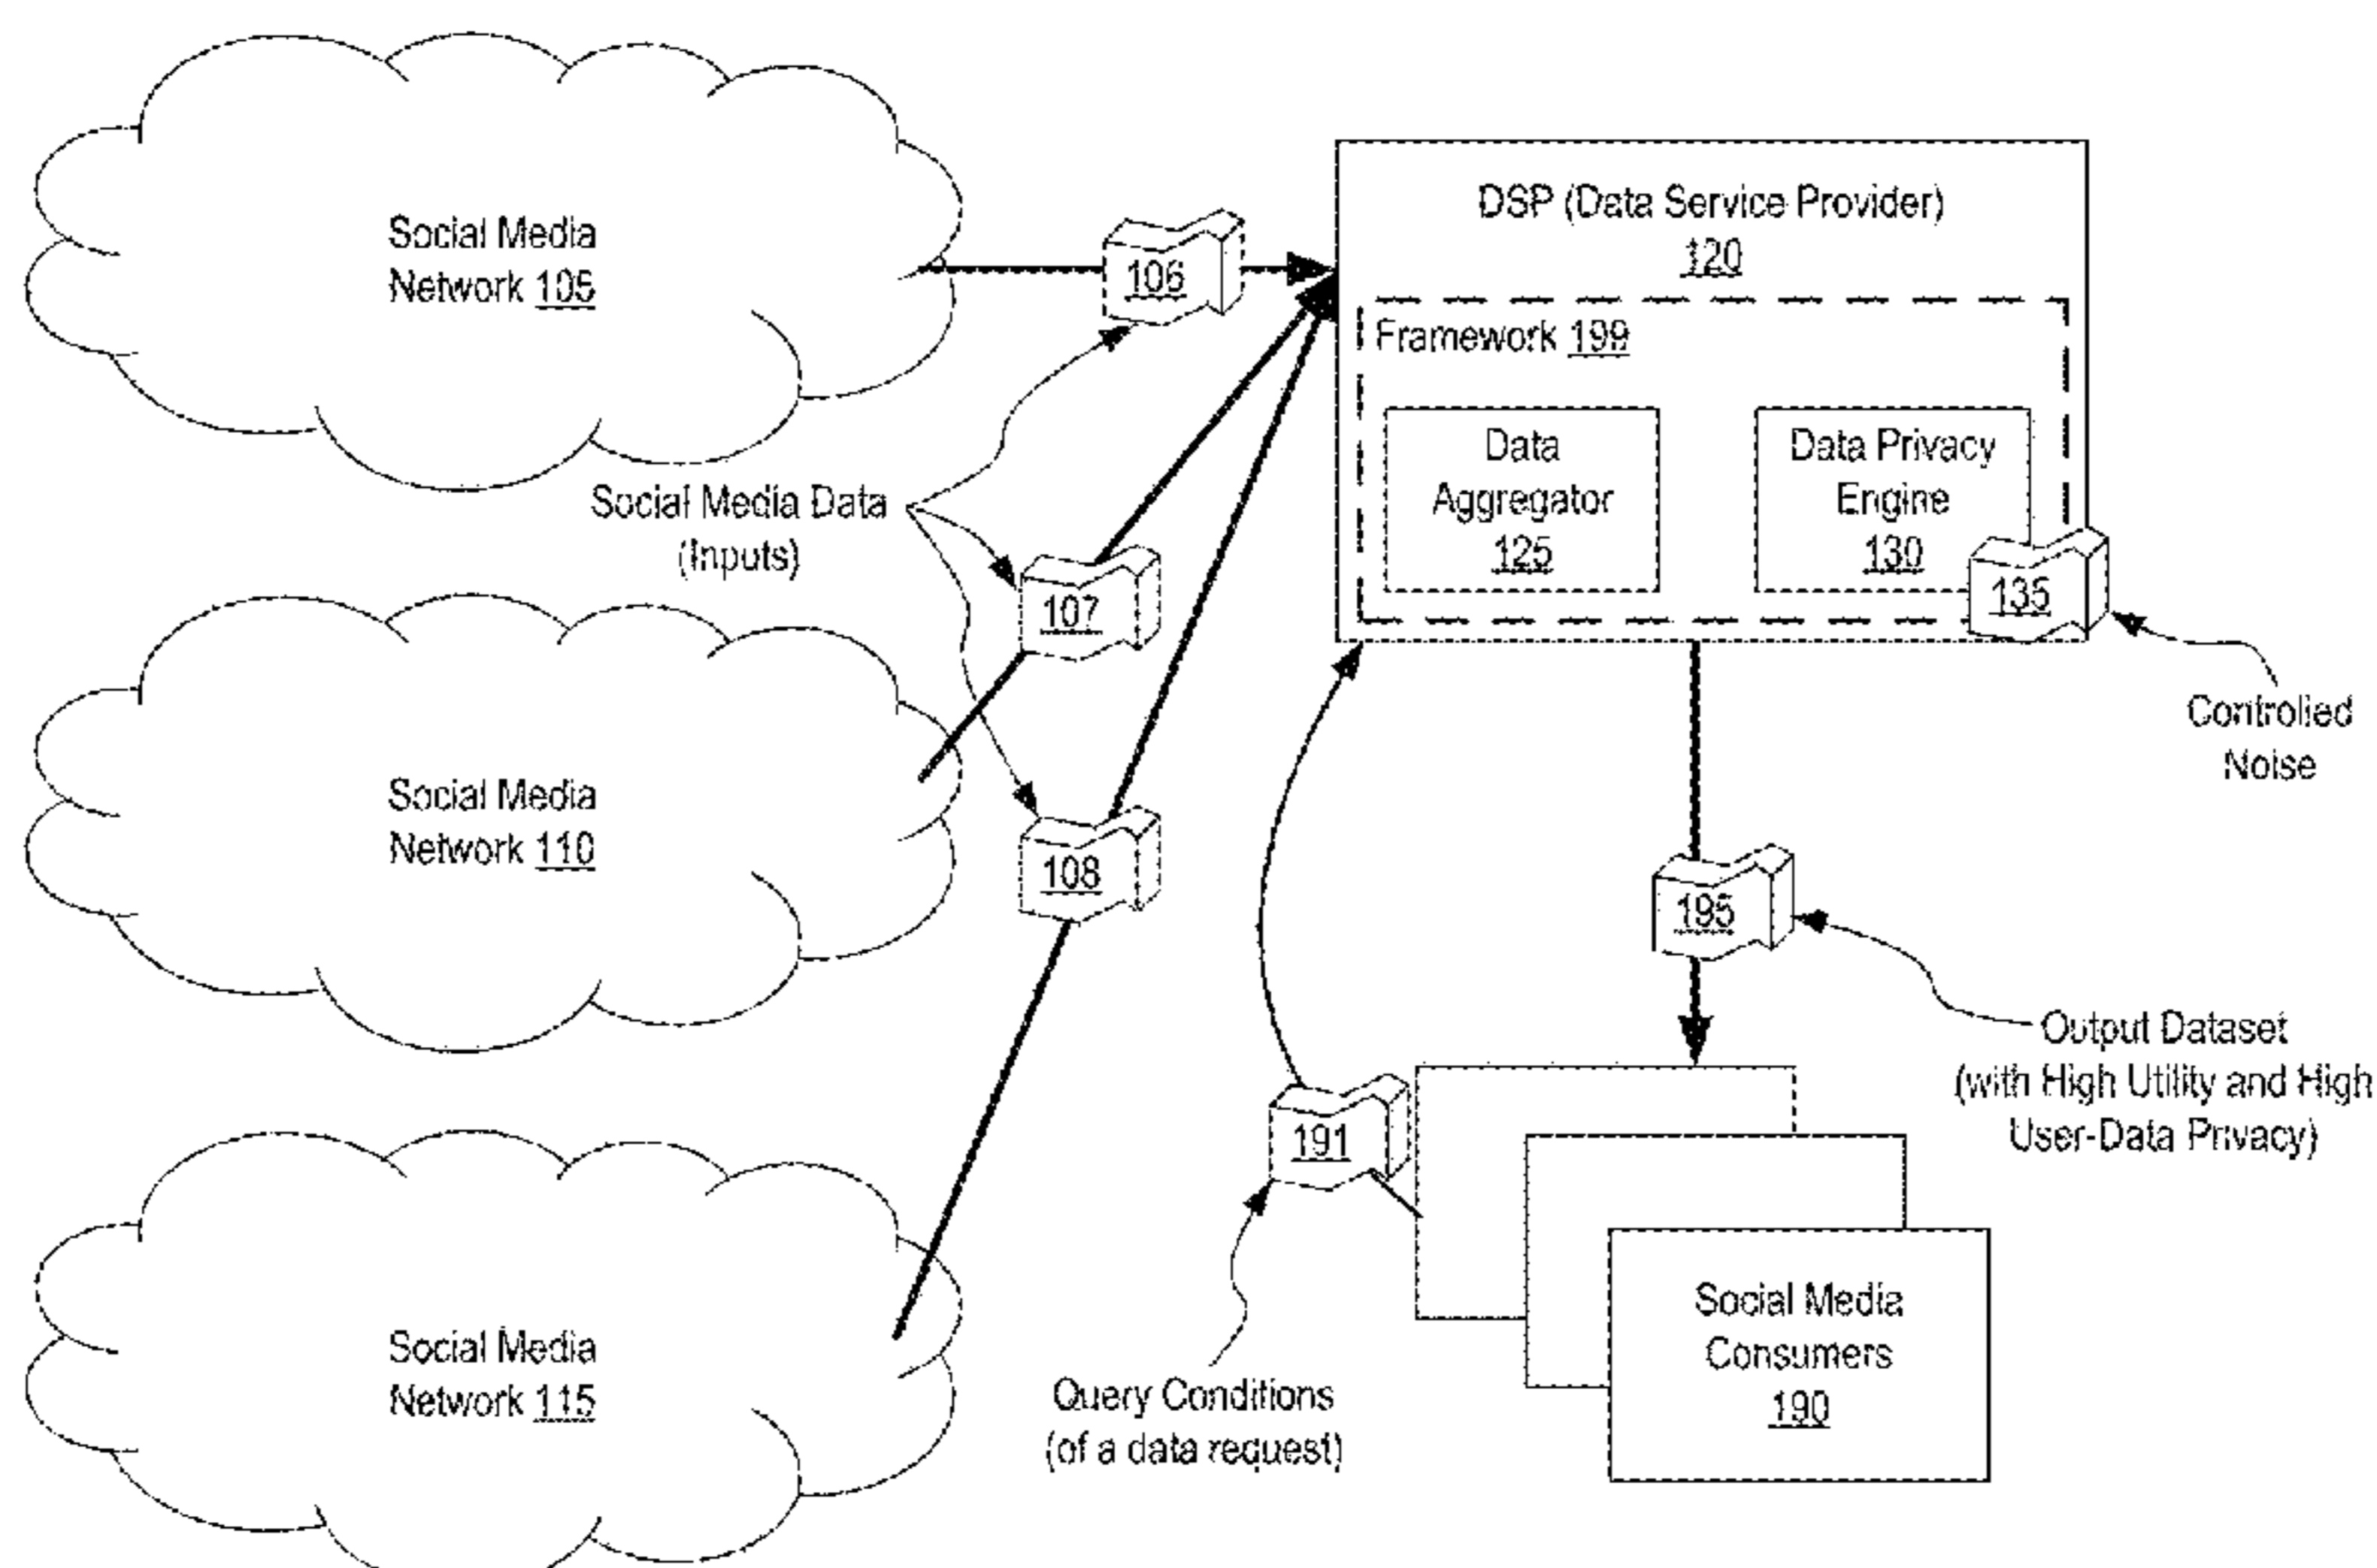 Social Media
Network 105
106
DSP (Data Service Provider)
120
Framework 199
Data
Aggregator
125
Data Privacy
Engine
130
135
Controlled
Noise
Social Media Data
(Inputs)
107
Social Media
Network 110
108
195
Output Dataset
(with High Utility and High
User-Data Privacy)
191
Social Media
Network 115
Query Conditions
(of a data request)
Social Media
Consumers
190